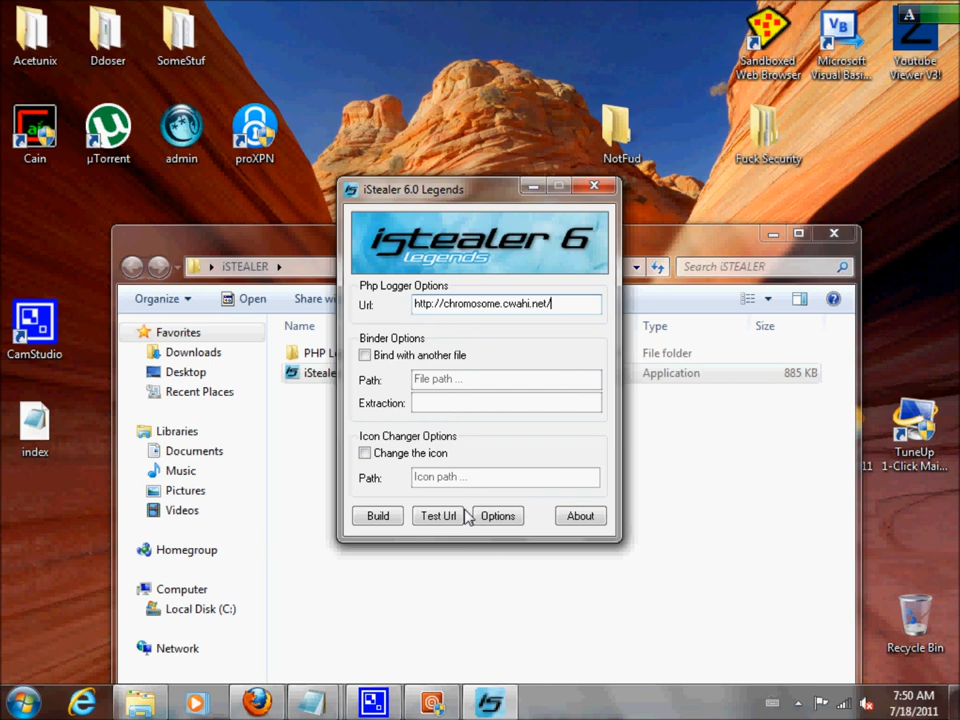 Acetunix
Ddoser
SomeStuf
Sandboxed
Web Browser
Microsoft
Visual Basi...
Youtube
Viewer V3!
A
VB
Cain
µTorrent
admin
proXPN
NotFud
Fuck Security
iStealer 6.0 Legends
istealer 6
legends
iSTEALER
Search iSTEALER
Php Logger Options
Url:
http://chromosome.cwahi.net/
Organize
Open
Name
Type
Size
Favorites
Downloads
Desktop
Recent Places
File folder
Application
885 KB
Binder Options
Bind with another file
Path:
File path ...
Extraction:
Icon Changer Options
Change the icon
Path:
Icon path ...
Build
Test Url
Options
About
CamStudio
index
Libraries
Documents
Music
Pictures
Videos
Homegroup
Computer
Local Disk (C:)
Network
TuneUp
1-Click Mai...
11
Recycle Bin
7:50 AM
7/18/2011